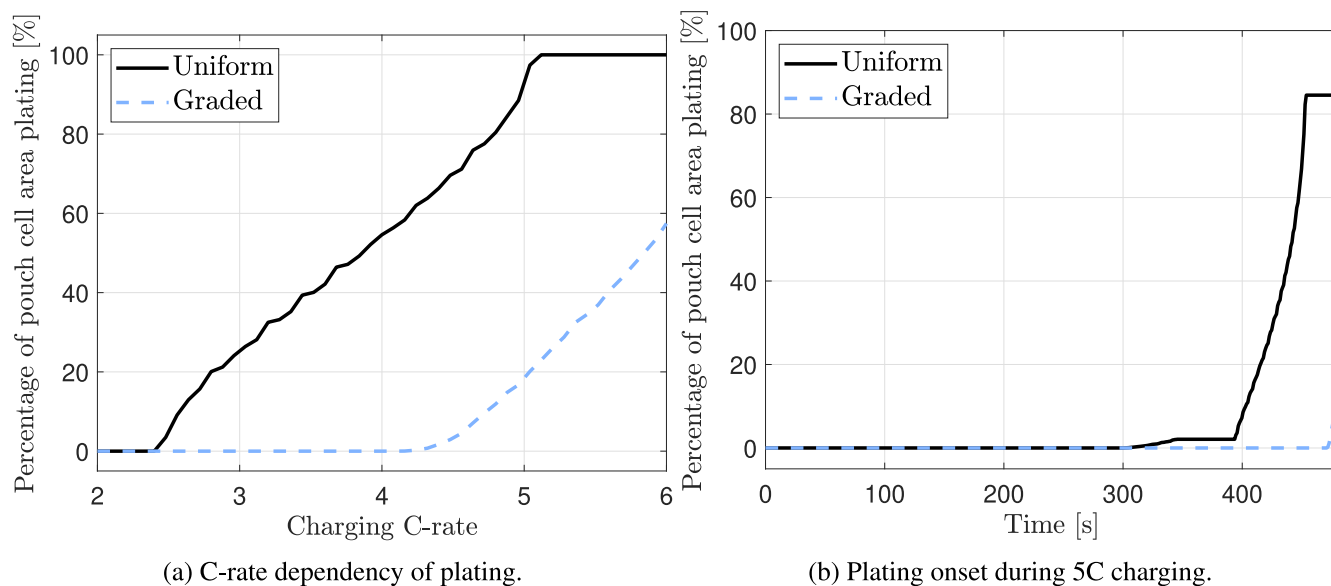 Percentage of pouch cell area plating [%]
100
80
60
40
20
0
Uniform
Graded
2
3
4
5
6
Charging C-rate
(a) C-rate dependency of plating.
Percentage of pouch cell area plating [%]
100
80
60
40
20
0
Uniform
Graded
0
100
200
300
400
Time [s]
(b) Plating onset during 5C charging.